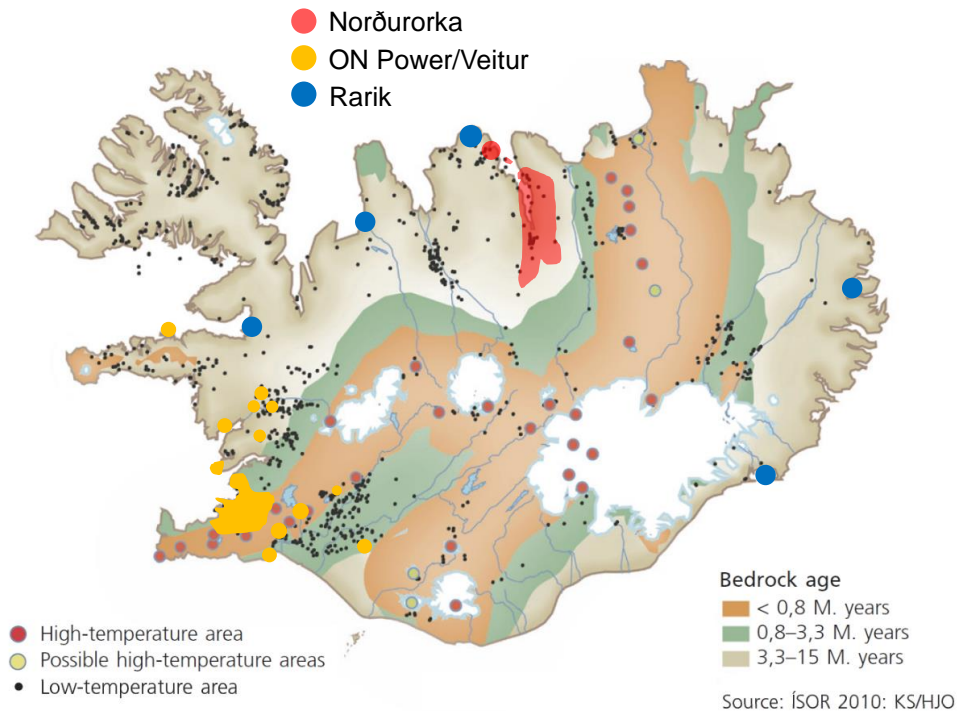 Norðurorka
ON Power/Veitur
Rarik
High-temperature area
Possible high-temperature areas
Low-temperature area
Bedrock age
< 0,8 M. years
0,8–3,3 M. years
3,3–15 M. years
Source: ÍSOR 2010: KS/HJO